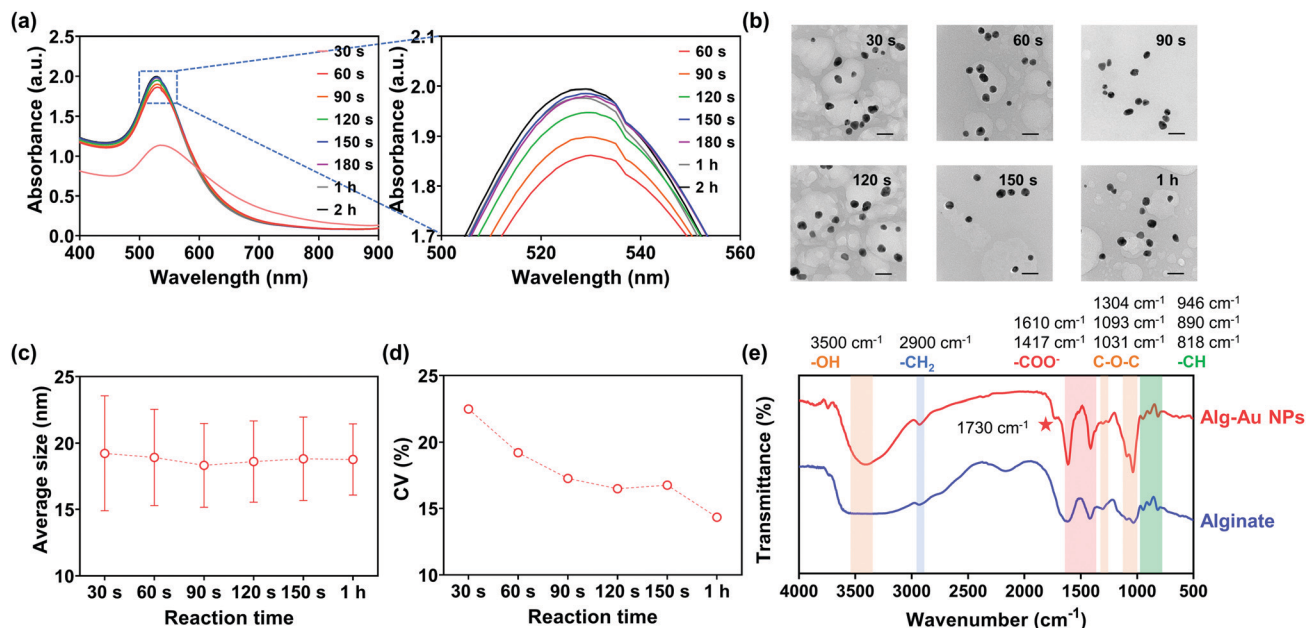 (a)
Absorbance (a.u.)
2.5
2.0
1.5
1.0
0.5
0.0
400 500 600 700 800 900
Wavelength (nm)
30 s
60 s
90 s
120 s
150 s
180 s
1 h
2 h
Absorbance (a.u.)
2.1
2.0
1.9
1.8
1.7
500 520 540 560
Wavelength (nm)
60 s
90 s
120 s
150 s
180 s
1 h
2 h
(b)
30 s
60 s
90 s
120 s
150 s
1 h
(c)
Average size (nm)
25
20
15
10
30 s 60 s 90 s 120 s 150 s 1 h
Reaction time
(d)
CV (%)
25
20
15
10
30 s 60 s 90 s 120 s 150 s 1 h
Reaction time
(e)
3500 cm⁻¹
-OH
2900 cm⁻¹
-CH₂
1610 cm⁻¹
1417 cm⁻¹
-COO⁻
1304 cm⁻¹
1093 cm⁻¹
1031 cm⁻¹
C-O-C
946 cm⁻¹
890 cm⁻¹
818 cm⁻¹
-CH
Transmittance (%)
1730 cm⁻¹
Alg-Au NPs
Alginate
4000 3500 3000 2500 2000 1500 1000 500
Wavenumber (cm⁻¹)